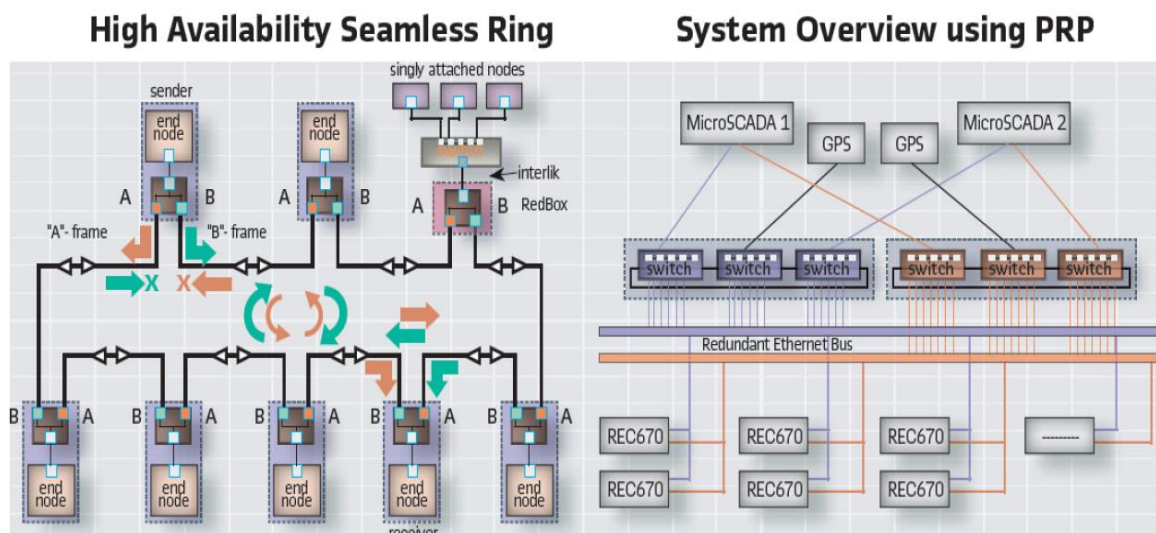 High Availability Seamless Ring
System Overview using PRP
singly attached nodes
sender
end
node
end
node
interlik
A
B
A
B
A
B
RedBox
"A"- frame
"B"- frame
X
X
B
A
B
A
B
A
B
A
B
A
end
node
end
node
end
node
end
node
end
node
receiver
MicroSCADA 1
GPS
GPS
MicroSCADA 2
switch
switch
switch
switch
switch
switch
Redundant Ethernet Bus
REC670
REC670
REC670
---------
REC670
REC670
REC670